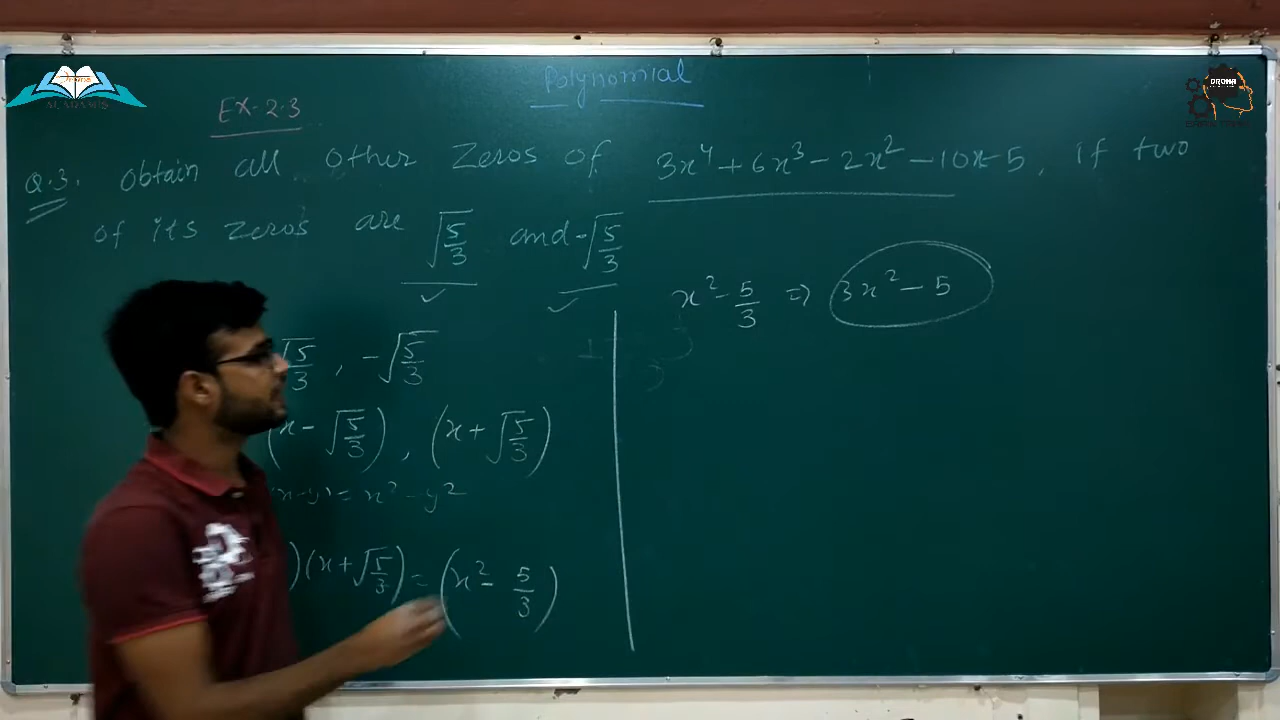 Polynomial
Ex-2.3
Q.3. Obtain all other zeros of 3x⁴ + 6x³ - 2x² - 10x - 5, if two
of its zeros are √5/3 and -√5/3
x² - 5/3 ⇒ 3x² - 5
√5/3, -√5/3
(x - √5/3), (x + √5/3)
x-y) = x² - y²
)(x + √5/3) = (x² - 5/3)
DRONA